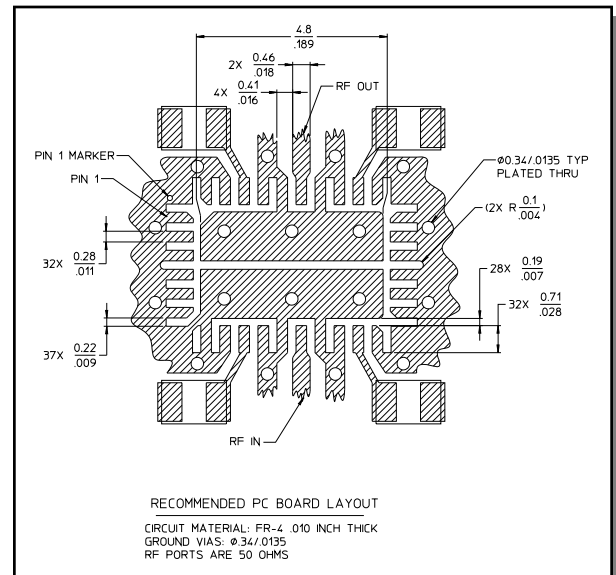 4.8
.189
2X 0.46
.018
4X 0.41
.016
RF OUT
PIN 1 MARKER
PIN 1
Ø0.34/.0135 TYP
PLATED THRU
(2X R 0.1
.004)
32X 0.28
.011
28X 0.19
.007
32X 0.71
.028
37X 0.22
.009
RF IN
RECOMMENDED PC BOARD LAYOUT
CIRCUIT MATERIAL: FR-4 .010 INCH THICK
GROUND VIAS: Ø.34/.0135
RF PORTS ARE 50 OHMS